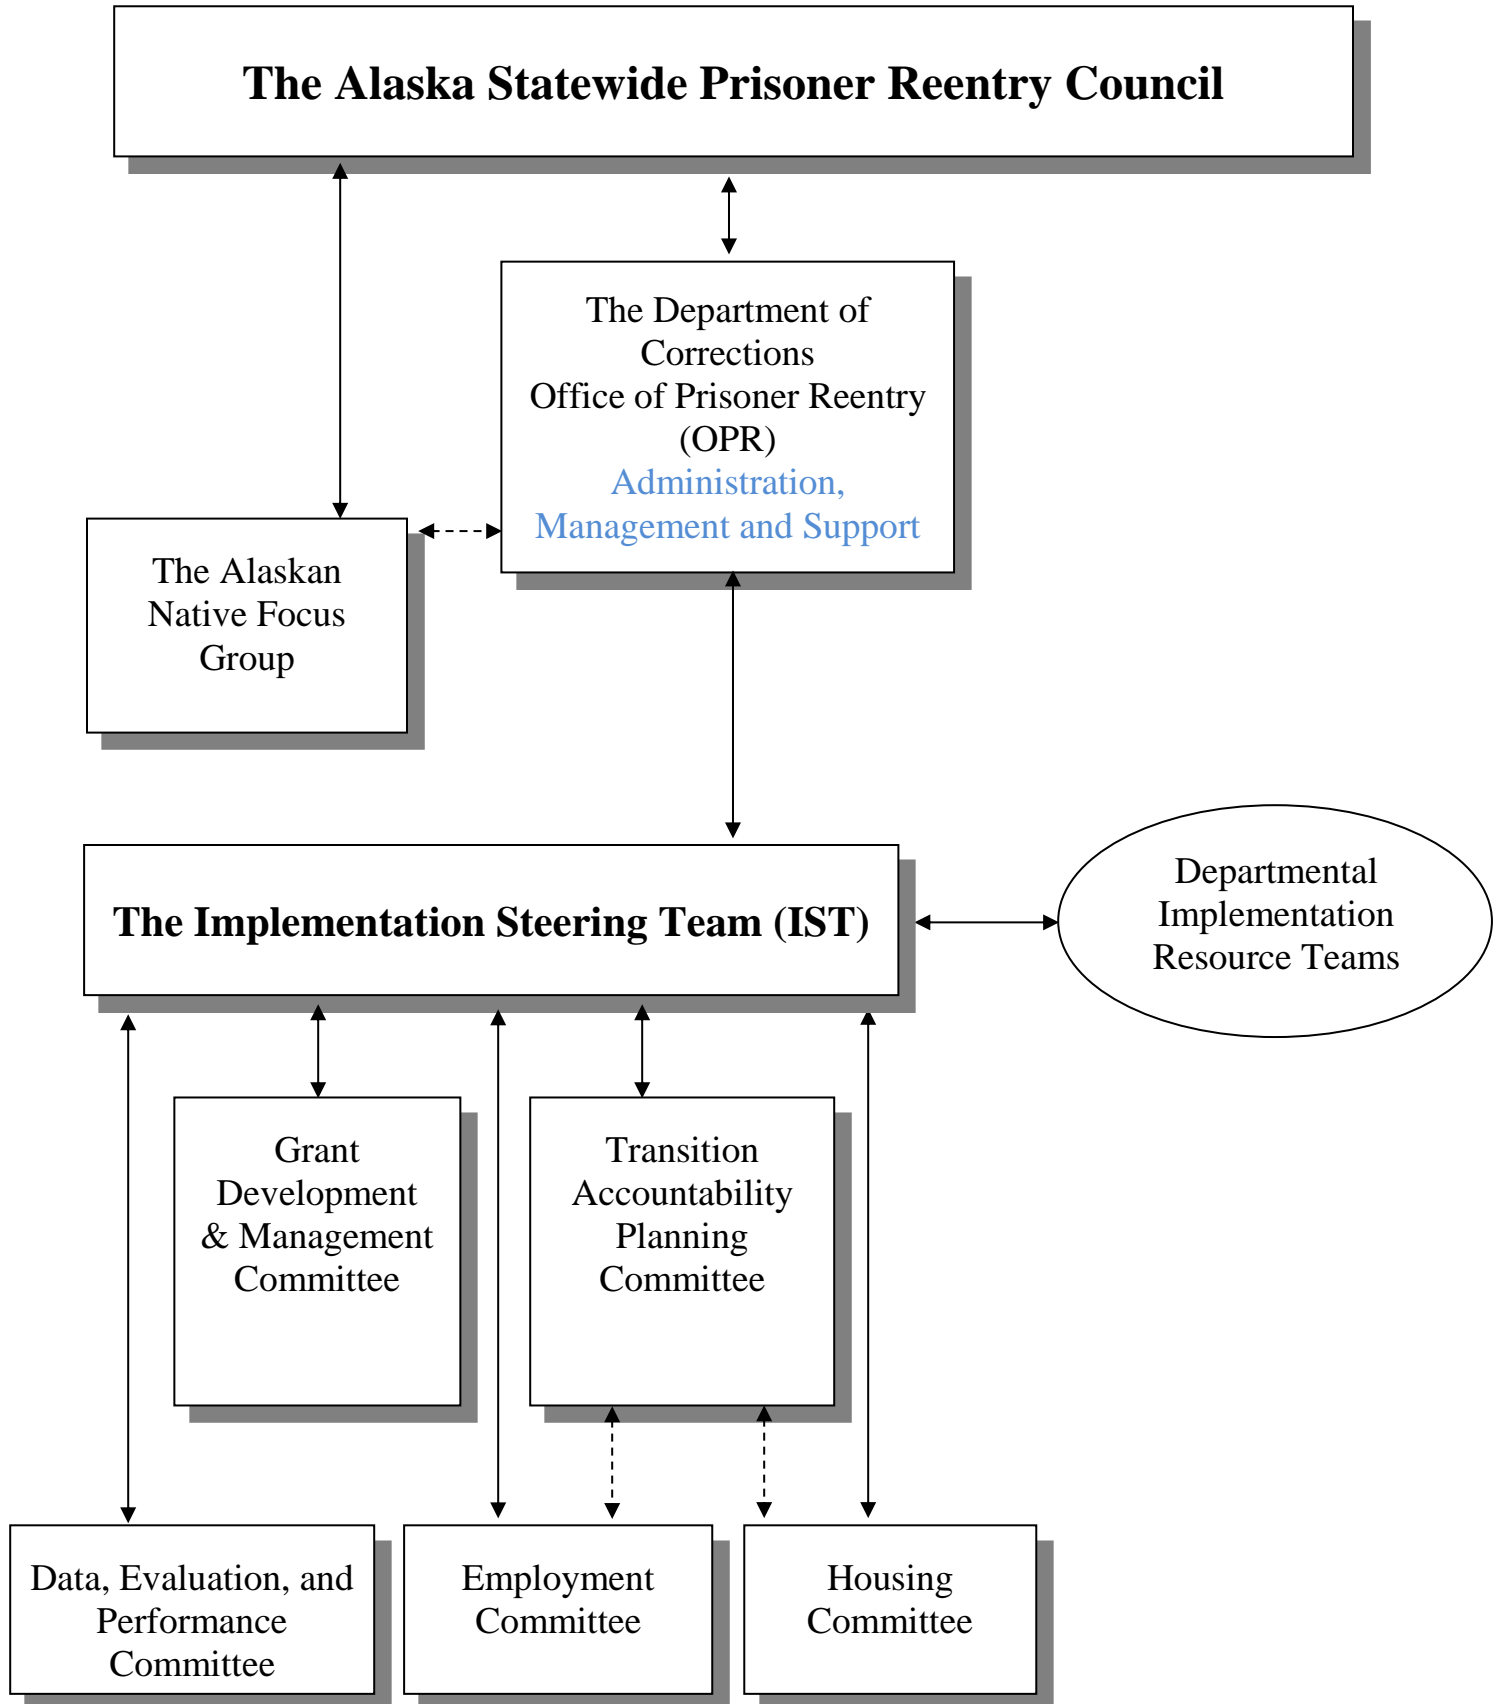 The Alaska Statewide Prisoner Reentry Council
The Department of
Corrections
Office of Prisoner Reentry
(OPR)
Administration,
Management and Support
The Alaskan
Native Focus
Group
The Implementation Steering Team (IST)
Departmental
Implementation
Resource Teams
Grant
Development
& Management
Committee
Transition
Accountability
Planning
Committee
Data, Evaluation, and
Performance
Committee
Employment
Committee
Housing
Committee